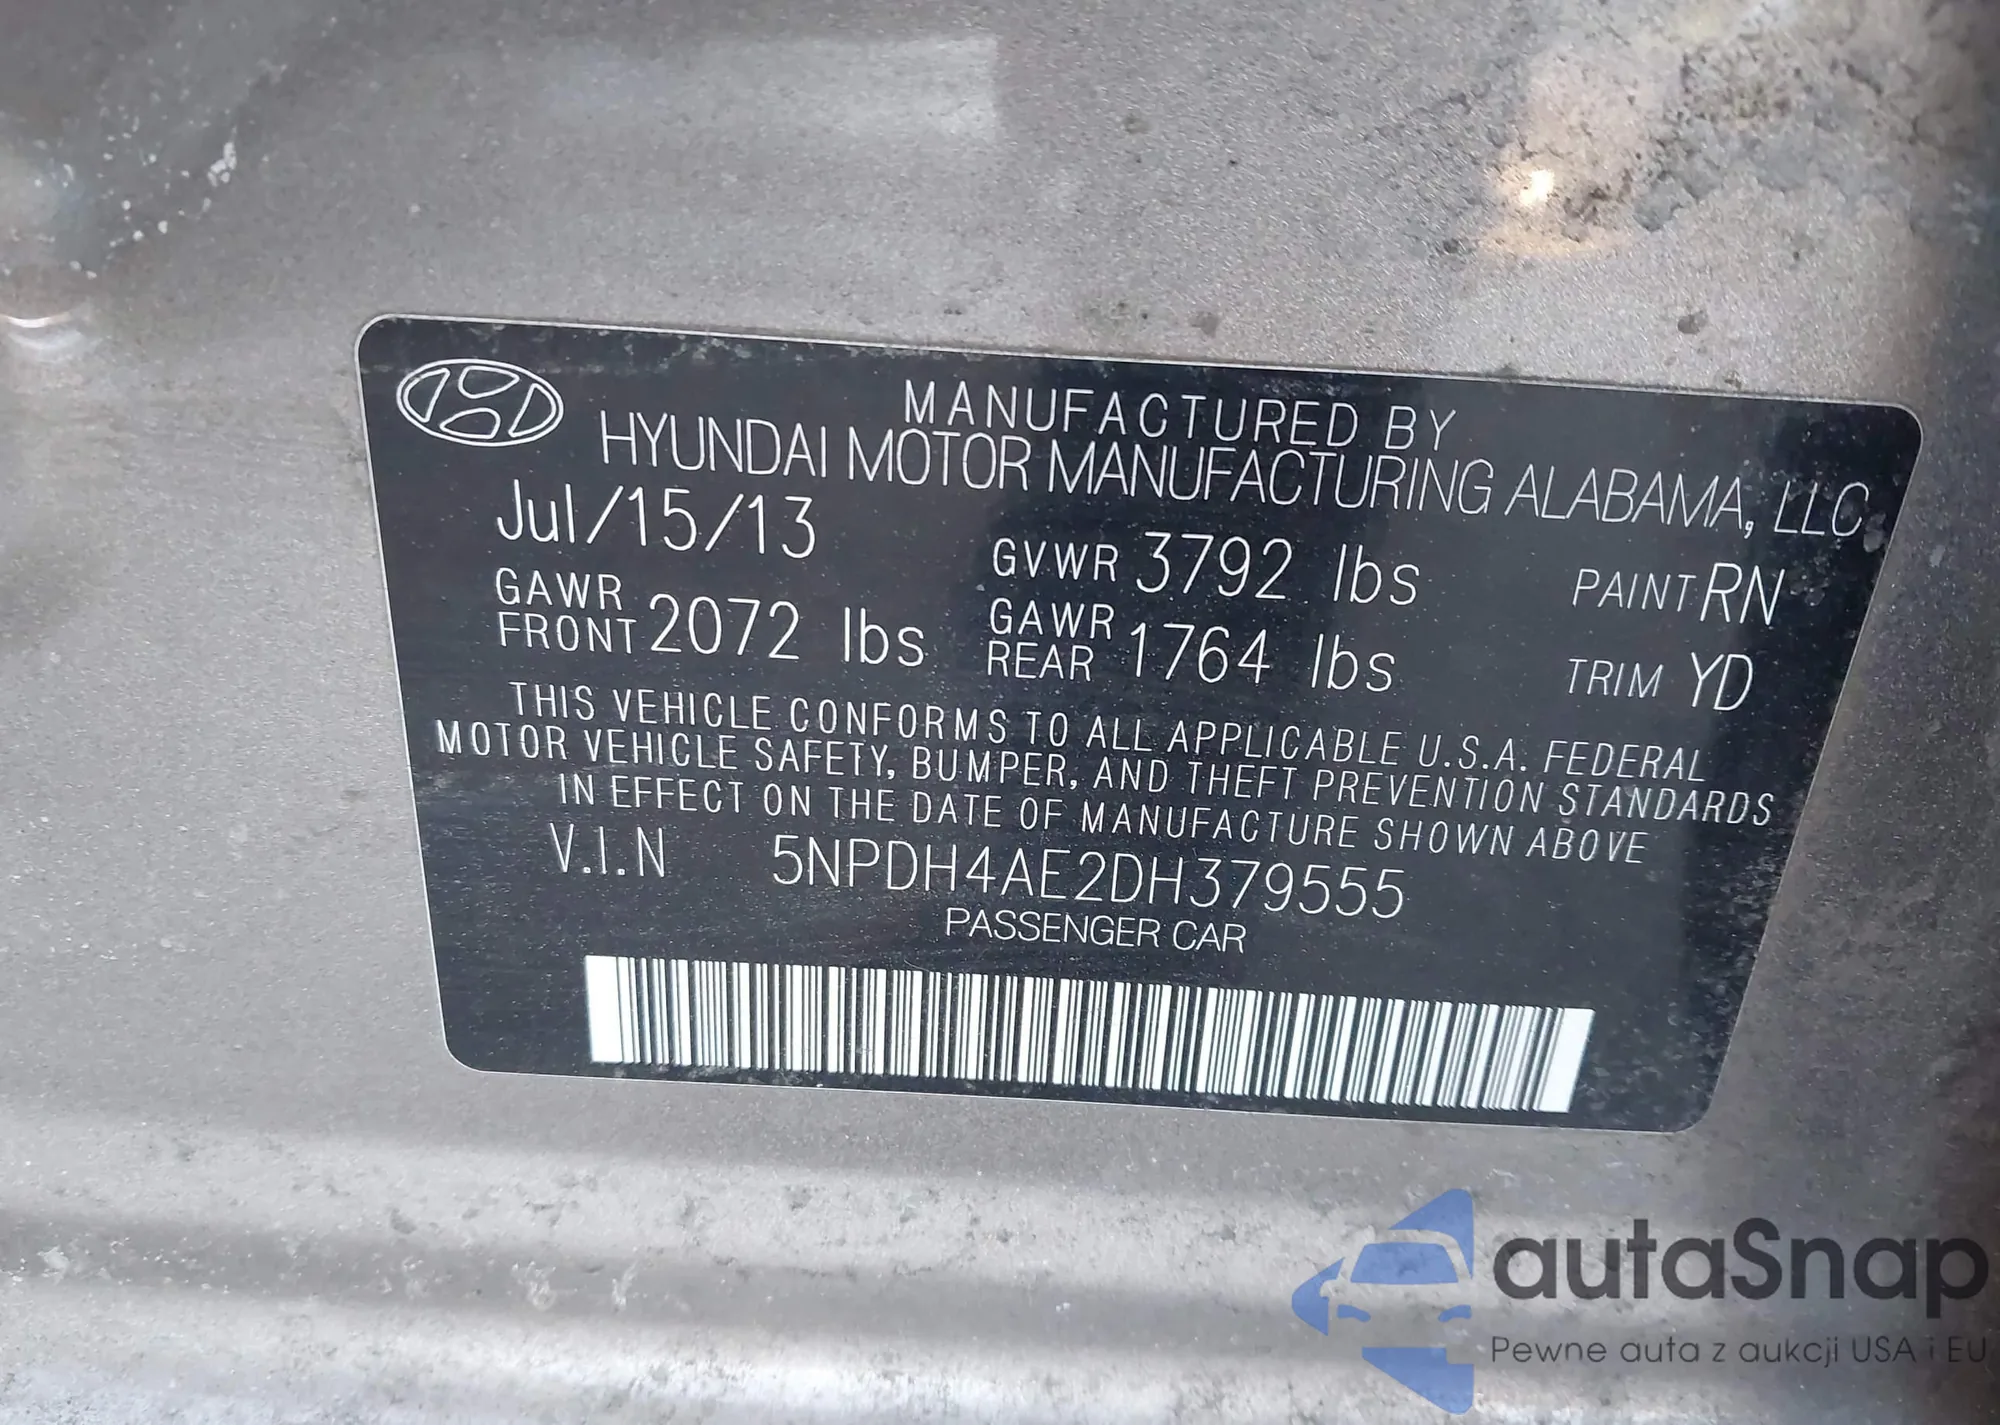 MANUFACTURED BY
HYUNDAI MOTOR MANUFACTURING ALABAMA, LLC
Jul/15/13
GVWR 3792 lbs
PAINT RN
GAWR FRONT 2072 lbs
GAWR REAR 1764 lbs
TRIM YD
THIS VEHICLE CONFORMS TO ALL APPLICABLE U.S.A. FEDERAL
MOTOR VEHICLE SAFETY, BUMPER, AND THEFT PREVENTION STANDARDS
IN EFFECT ON THE DATE OF MANUFACTURE SHOWN ABOVE
V.I.N 5NPDH4AE2DH379555
PASSENGER CAR
autaSnap
Pewne auta z aukcji USA i EU